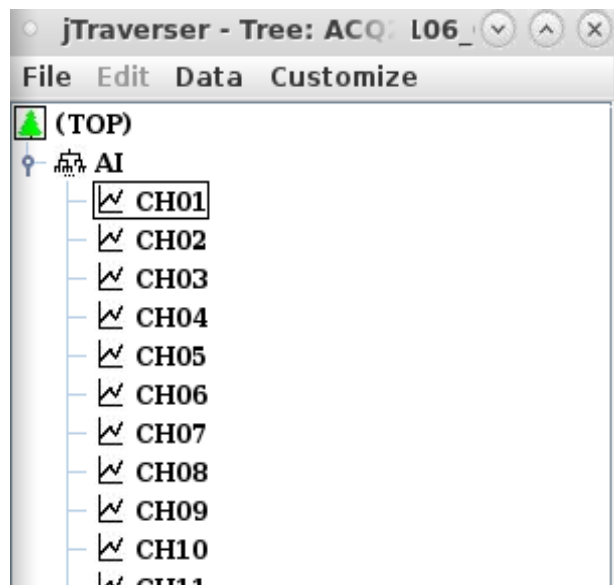 jTraverser - Tree: ACQ L06_
File Edit Data Customize
(TOP)
AI
CH01
CH02
CH03
CH04
CH05
CH06
CH07
CH08
CH09
CH10
CH11